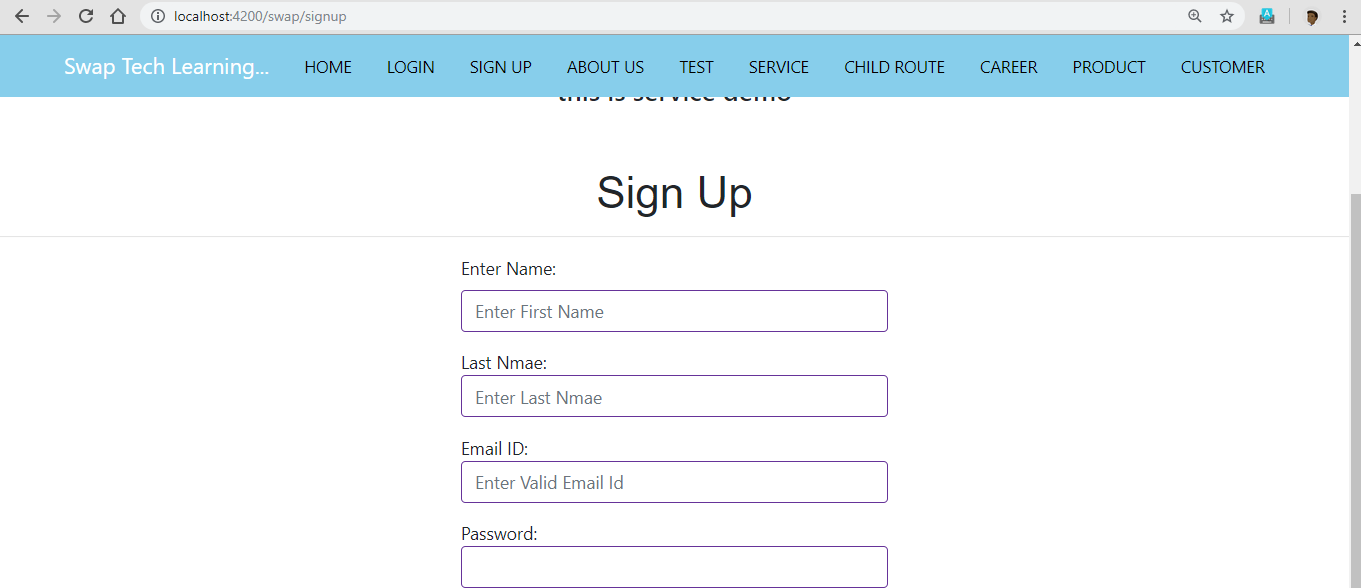 localhost:4200/swap/signup
Swap Tech Learning... HOME LOGIN SIGN UP ABOUT US TEST SERVICE CHILD ROUTE CAREER PRODUCT CUSTOMER
this is service demo
Sign Up
Enter Name:
Enter First Name
Last Nmae:
Enter Last Nmae
Email ID:
Enter Valid Email Id
Password: